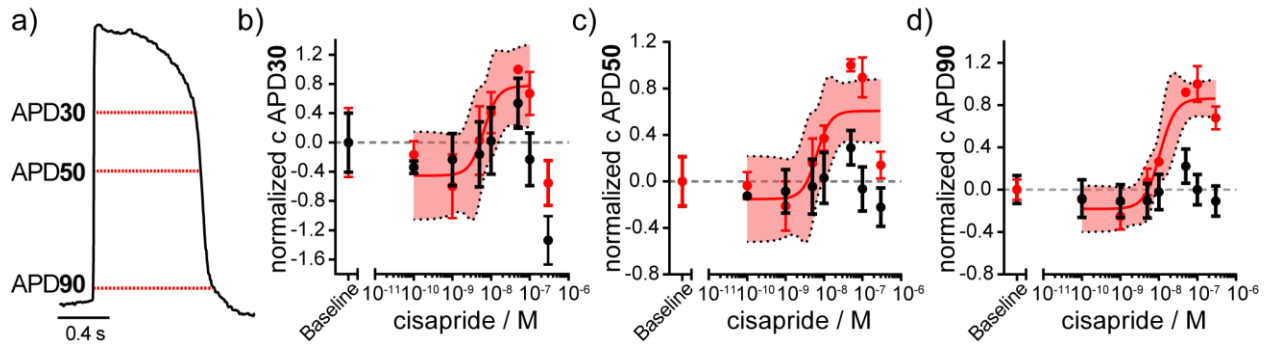 a)
APD30
APD50
APD90
0.4 s
b)
normalized c APD30
1.2
0.8
0.4
0.0
-0.4
-0.8
-1.2
-1.6
Baseline
10-11 10-10 10-9 10-8 10-7 10-6
cisapride / M
c)
normalized c APD50
1.2
0.8
0.4
0.0
-0.4
-0.8
Baseline
10-11 10-10 10-9 10-8 10-7 10-6
cisapride / M
d)
normalized c APD90
1.2
0.8
0.4
0.0
-0.4
-0.8
Baseline
10-11 10-10 10-9 10-8 10-7 10-6
cisapride / M